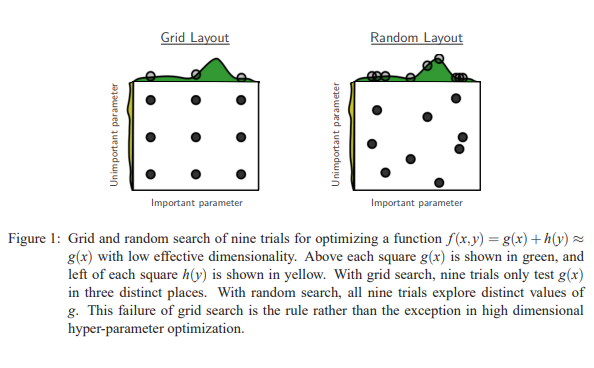 Grid Layout
Random Layout
Unimportant parameter
Unimportant parameter
Important parameter
Important parameter
Figure 1: Grid and random search of nine trials for optimizing a function f(x,y) = g(x) + h(y) ≈
g(x) with low effective dimensionality. Above each square g(x) is shown in green, and
left of each square h(y) is shown in yellow. With grid search, nine trials only test g(x)
in three distinct places. With random search, all nine trials explore distinct values of
g. This failure of grid search is the rule rather than the exception in high dimensional
hyper-parameter optimization.